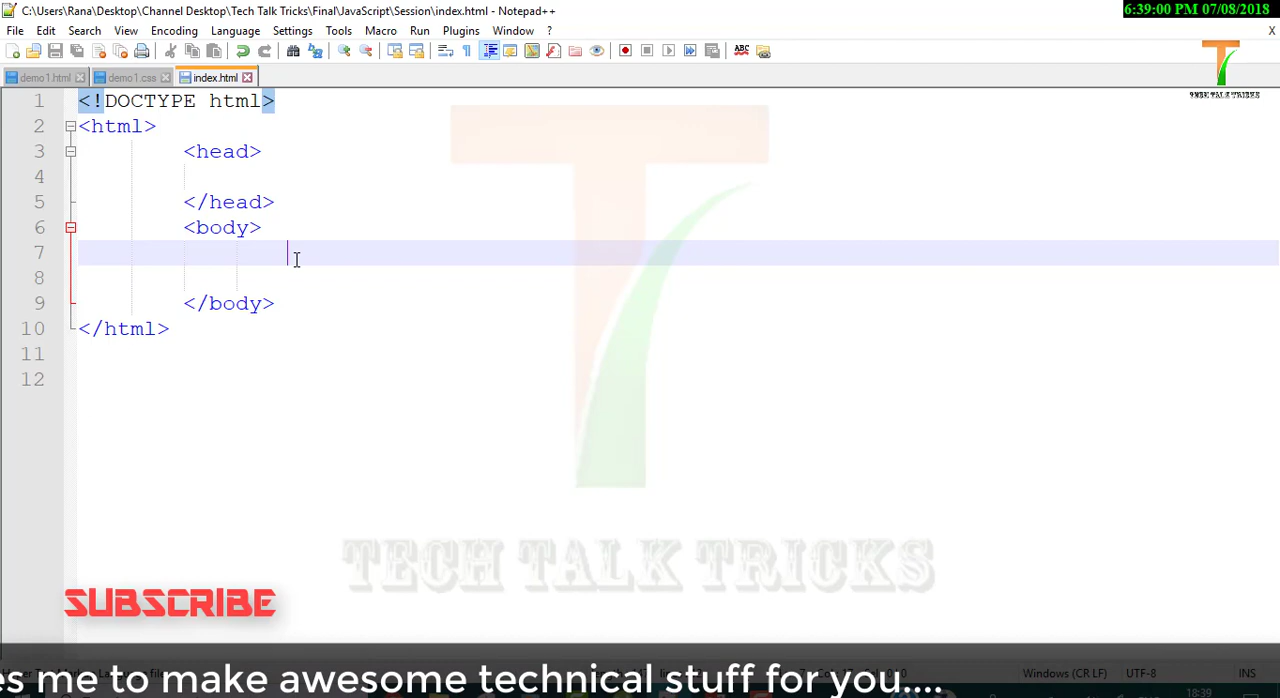 C:\Users\Rana\Desktop\Channel Desktop\Tech Talk Tricks\Final\JavaScript\Session\index.html - Notepad++
6:39:00 PM 07/08/2018
File Edit Search View Encoding Language Settings Tools Macro Run Plugins Window ? X
demo1.html demo1.css index.html
1 <!DOCTYPE html>
2 <html>
3 <head>
4
5 </head>
6 <body>
7
8
9 </body>
10 </html>
11
12
TECH TALK TRICKS
SUBSCRIBE
es me to make awesome technical stuff for you....
Windows (CR LF) UTF-8 INS
18:39